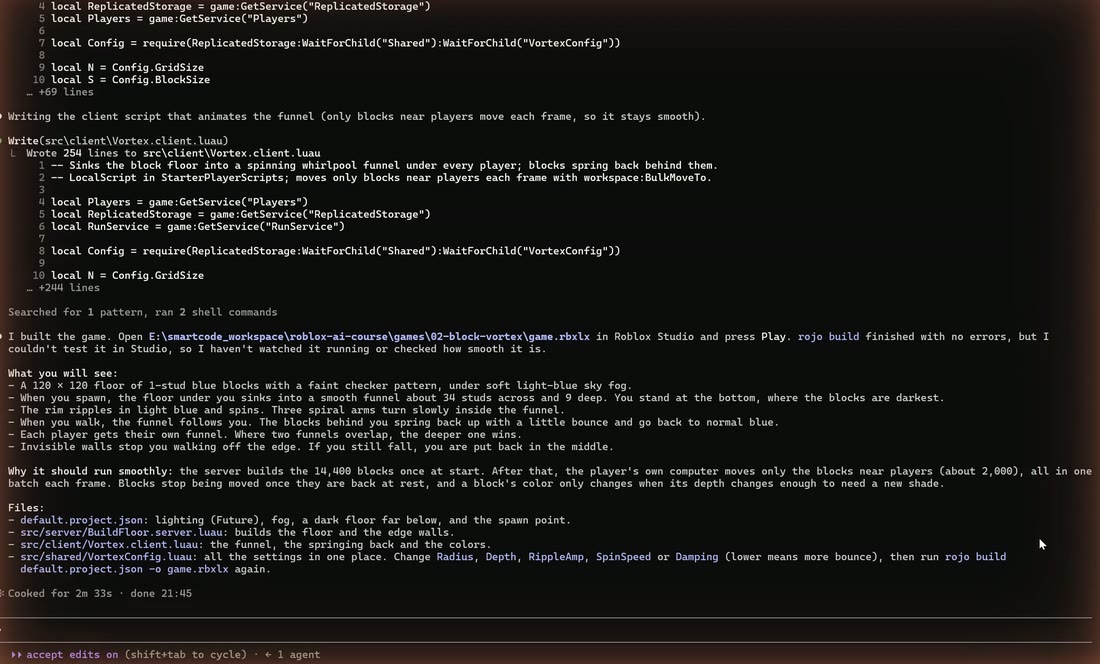 4 local ReplicatedStorage = game:GetService("ReplicatedStorage")
5 local Players = game:GetService("Players")
6
7 local Config = require(ReplicatedStorage:WaitForChild("Shared"):WaitForChild("VortexConfig"))
8
9 local N = Config.GridSize
10 local S = Config.BlockSize
… +69 lines
Writing the client script that animates the funnel (only blocks near players move each frame, so it stays smooth).
Write(src\client\Vortex.client.luau)
└ Wrote 254 lines to src\client\Vortex.client.luau
1 -- Sinks the block floor into a spinning whirlpool funnel under every player; blocks spring back behind them.
2 -- LocalScript in StarterPlayerScripts; moves only blocks near players each frame with workspace:BulkMoveTo.
3
4 local Players = game:GetService("Players")
5 local ReplicatedStorage = game:GetService("ReplicatedStorage")
6 local RunService = game:GetService("RunService")
7
8 local Config = require(ReplicatedStorage:WaitForChild("Shared"):WaitForChild("VortexConfig"))
9
10 local N = Config.GridSize
… +244 lines
Searched for 1 pattern, ran 2 shell commands
I built the game. Open E:\smartcode_workspace\roblox-ai-course\games\02-block-vortex\game.rbxlx in Roblox Studio and press Play. rojo build finished with no errors, but I
couldn't test it in Studio, so I haven't watched it running or checked how smooth it is.
What you will see:
- A 120 × 120 floor of 1-stud blue blocks with a faint checker pattern, under soft light-blue sky fog.
- When you spawn, the floor under you sinks into a smooth funnel about 34 studs across and 9 deep. You stand at the bottom, where the blocks are darkest.
- The rim ripples in light blue and spins. Three spiral arms turn slowly inside the funnel.
- When you walk, the funnel follows you. The blocks behind you spring back up with a little bounce and go back to normal blue.
- Each player gets their own funnel. Where two funnels overlap, the deeper one wins.
- Invisible walls stop you walking off the edge. If you still fall, you are put back in the middle.
Why it should run smoothly: the server builds the 14,400 blocks once at start. After that, the player's own computer moves only the blocks near players (about 2,000), all in one
batch each frame. Blocks stop being moved once they are back at rest, and a block's color only changes when its depth changes enough to need a new shade.
Files:
- default.project.json: lighting (Future), fog, a dark floor far below, and the spawn point.
- src/server/BuildFloor.server.luau: builds the floor and the edge walls.
- src/client/Vortex.client.luau: the funnel, the springing back and the colors.
- src/shared/VortexConfig.luau: all the settings in one place. Change Radius, Depth, RippleAmp, SpinSpeed or Damping (lower means more bounce), then run rojo build
default.project.json -o game.rbxlx again.
Cooked for 2m 33s · done 21:45
⏵⏵ accept edits on (shift+tab to cycle) · ← 1 agent